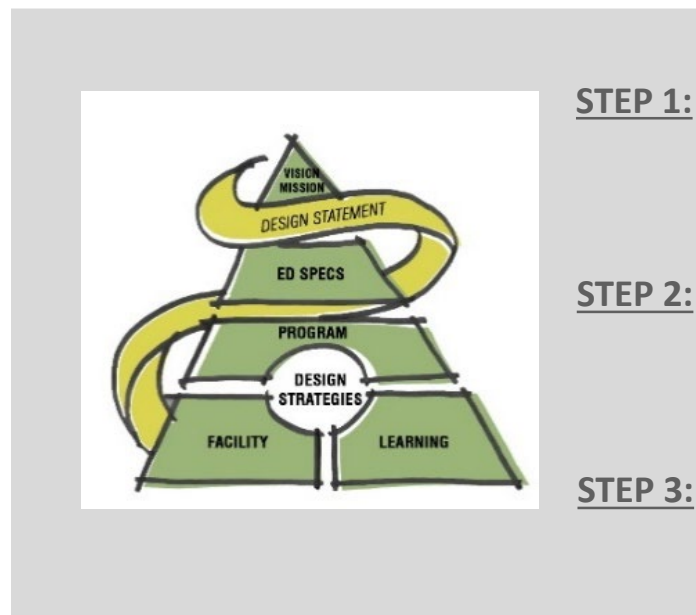 STEP 1:
VISION
MISSION
DESIGN STATEMENT
ED SPECS
STEP 2:
PROGRAM
DESIGN
STRATEGIES
FACILITY
LEARNING
STEP 3: